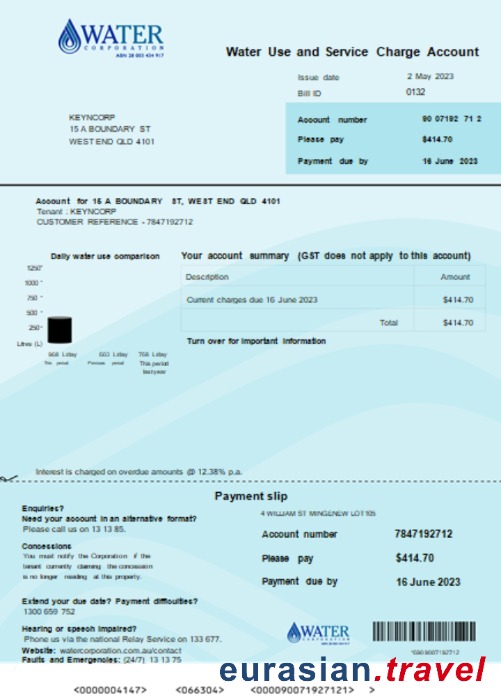 WATER
CORPORATION
ABN 28 003 434 917
Water Use and Service Charge Account
Issue date 2 May 2023
Bill ID 0132
Account number 90 07192 71 2
Please pay $414.70
Payment due by 16 June 2023
KEYNCORP
15 A BOUNDARY ST
WEST END QLD 4101
Account for 15 A BOUNDARY ST, WEST END QLD 4101
Tenant : KEYNCORP
CUSTOMER REFERENCE - 7847192712
Daily water use comparison
1250
1000
750
500
250
Litres (L)
L/day L/day L/day
This period Previous period This period
last year
Your account summary (GST does not apply to this account)
Description Amount
Current charges due 16 June 2023 $414.70
Total $414.70
Turn over for important information
Interest is charged on overdue amounts @ 12.38% p.a.
Payment slip
Enquiries?
Need your account in an alternative format?
Please call us on 13 13 85.
Concessions
You must notify the Corporation if the
tenant currently claiming the concession
is no longer residing at this property.
Extend your due date? Payment difficulties?
1300 659 752
Hearing or speech impaired?
Phone us via the national Relay Service on 133 677.
Website: watercorporation.com.au/contact
Faults and Emergencies: (24/7) 13 13 75
4 WILLIAM ST MINGENEW LOT 105
Account number 7847192712
Please pay $414.70
Payment due by 16 June 2023
WATER
CORPORATION
eurasian.travel
<0000004147> <066304> <0000900719271​21> >